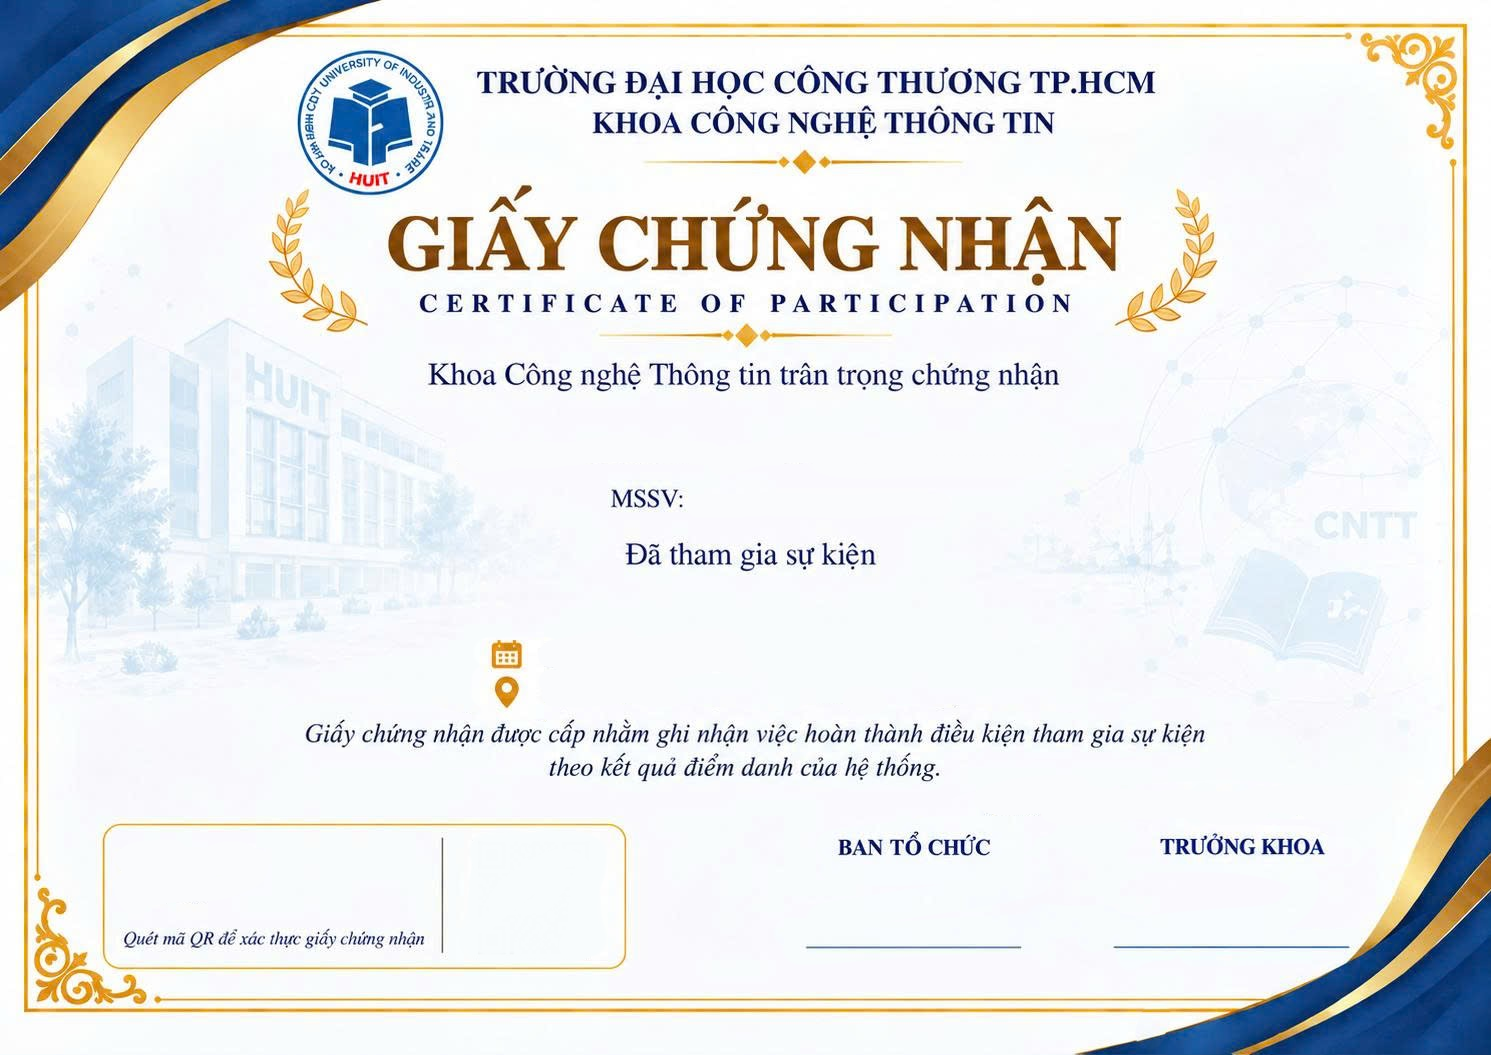 TRƯỜNG ĐẠI HỌC CÔNG THƯƠNG TP.HCM
KHOA CÔNG NGHỆ THÔNG TIN
UNIVERSITY OF
HUIT
GIẤY CHỨNG NHẬN
CERTIFICATE OF PARTICIPATION
Khoa Công nghệ Thông tin trân trọng chứng nhận
HUIT
MSSV:
CNTT
Đã tham gia sự kiện
Giấy chứng nhận được cấp nhằm ghi nhận việc hoàn thành điều kiện tham gia sự kiện
theo kết quả điểm danh của hệ thống.
BAN TỔ CHỨC
TRƯỞNG KHOA
Quét mã QR để xác thực giấy chứng nhận